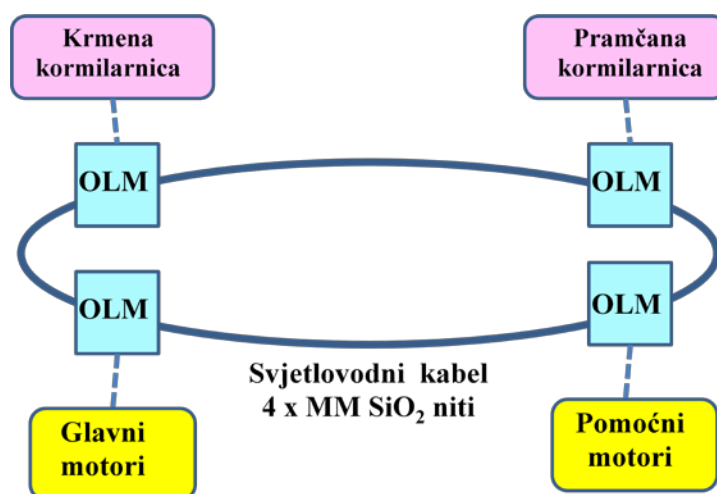 Krmena
kormilarnica
Pramčana
kormilarnica
OLM
OLM
OLM
OLM
Svjetlovodni kabel
4 x MM SiO₂ niti
Glavni
motori
Pomoćni
motori